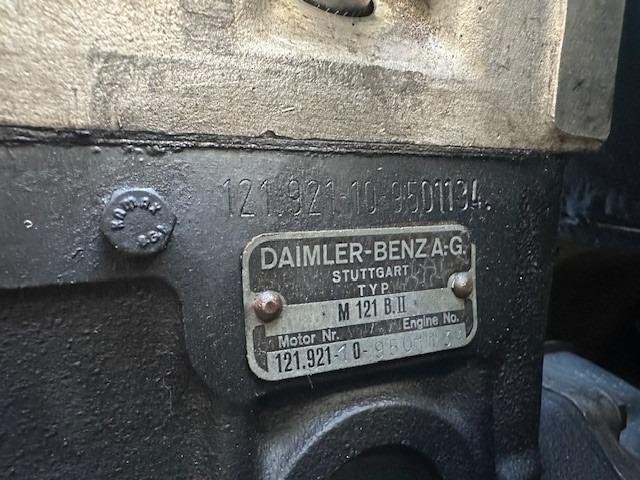 121.921-10-9501134.
DAIMLER-BENZ A.G.
STUTTGART
TYP
M 121 B.II
Motor Nr. Engine No.
121.921-10-